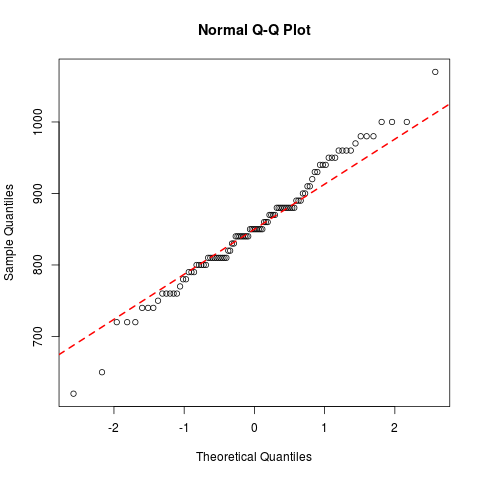 Normal Q-Q Plot
Sample Quantiles
1000
900
800
700
-2 -1 0 1 2
Theoretical Quantiles